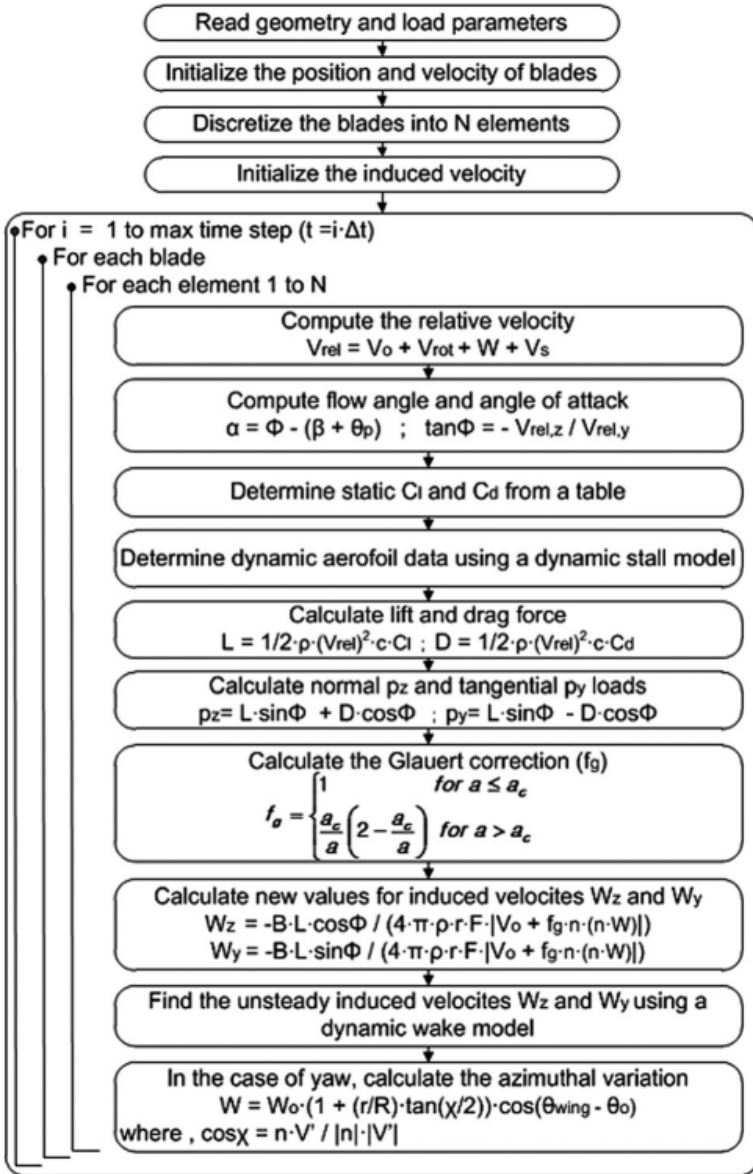 Read geometry and load parameters
Initialize the position and velocity of blades
Discretize the blades into N elements
Initialize the induced velocity
For i = 1 to max time step (t =i·Δt)
For each blade
For each element 1 to N
Compute the relative velocity
Vrel = Vo + Vrot + W + Vs
Compute flow angle and angle of attack
α = Φ - (β + θp) ; tanΦ = - Vrel,z / Vrel,y
Determine static Cl and Cd from a table
Determine dynamic aerofoil data using a dynamic stall model
Calculate lift and drag force
L = 1/2·ρ·(Vrel)²·c·Cl ; D = 1/2·ρ·(Vrel)²·c·Cd
Calculate normal pz and tangential py loads
pz= L·sinΦ + D·cosΦ ; py= L·sinΦ - D·cosΦ
Calculate the Glauert correction (fg)
fg = { 1 for a ≤ ac
ac/a (2 - ac/a) for a > ac
Calculate new values for induced velocites Wz and Wy
Wz = -B·L·cosΦ / (4·π·ρ·r·F·|Vo + fg·n·(n·W)|)
Wy = -B·L·sinΦ / (4·π·ρ·r·F·|Vo + fg·n·(n·W)|)
Find the unsteady induced velocites Wz and Wy using a
dynamic wake model
In the case of yaw, calculate the azimuthal variation
W = Wo·(1 + (r/R)·tan(χ/2))·cos(θwing - θo)
where , cosχ = n·V' / |n|·|V'|